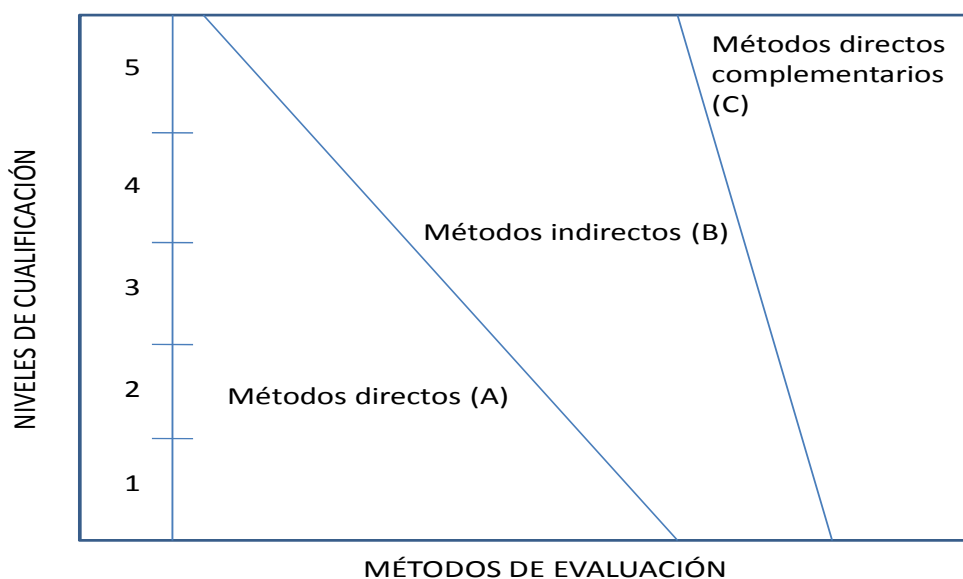 Métodos directos
complementarios
(C)
5
4
Métodos indirectos (B)
3
Métodos directos (A)
2
1
NIVELES DE CUALIFICACIÓN
MÉTODOS DE EVALUACIÓN